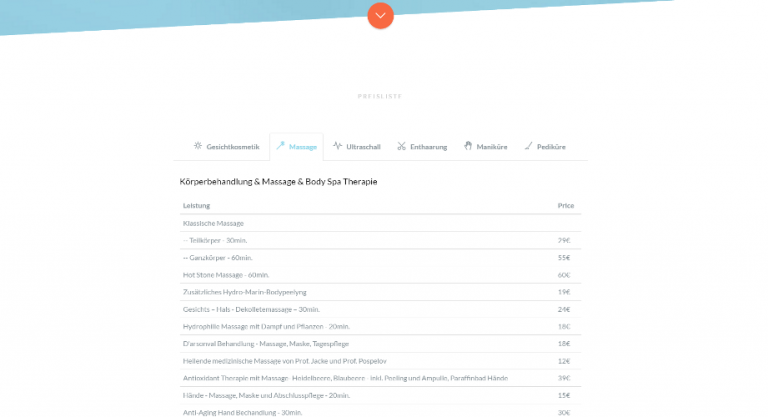 PREISLISTE
Gesichtkosmetik Massage Ultraschall Enthaarung Maniküre Pediküre
Körperbehandlung & Massage & Body Spa Therapie
Leistung Price
Klassische Massage
-- Teilkörper - 30min. 29€
-- Ganzkörper - 60min. 55€
Hot Stone Massage - 60min. 60€
Zusätzliches Hydro-Marin-Bodypeelyng 19€
Gesichts - Hals - Dekolletemassage - 30min. 24€
Hydrophile Massage mit Dampf und Pflanzen - 20min. 18€
D'arsonval Behandlung - Massage, Maske, Tagespflege 18€
Heilende medizinische Massage von Prof. Jacke und Prof. Pospelov 12€
Antioxidant Therapie mit Massage- Heidelbeere, Blaubeere - inkl. Peeling und Ampulle, Paraffinbad Hände 39€
Hände - Massage, Maske und Abschlusspflege - 20min. 15€
Anti-Aging Hand Bechandlung - 30min. 30€